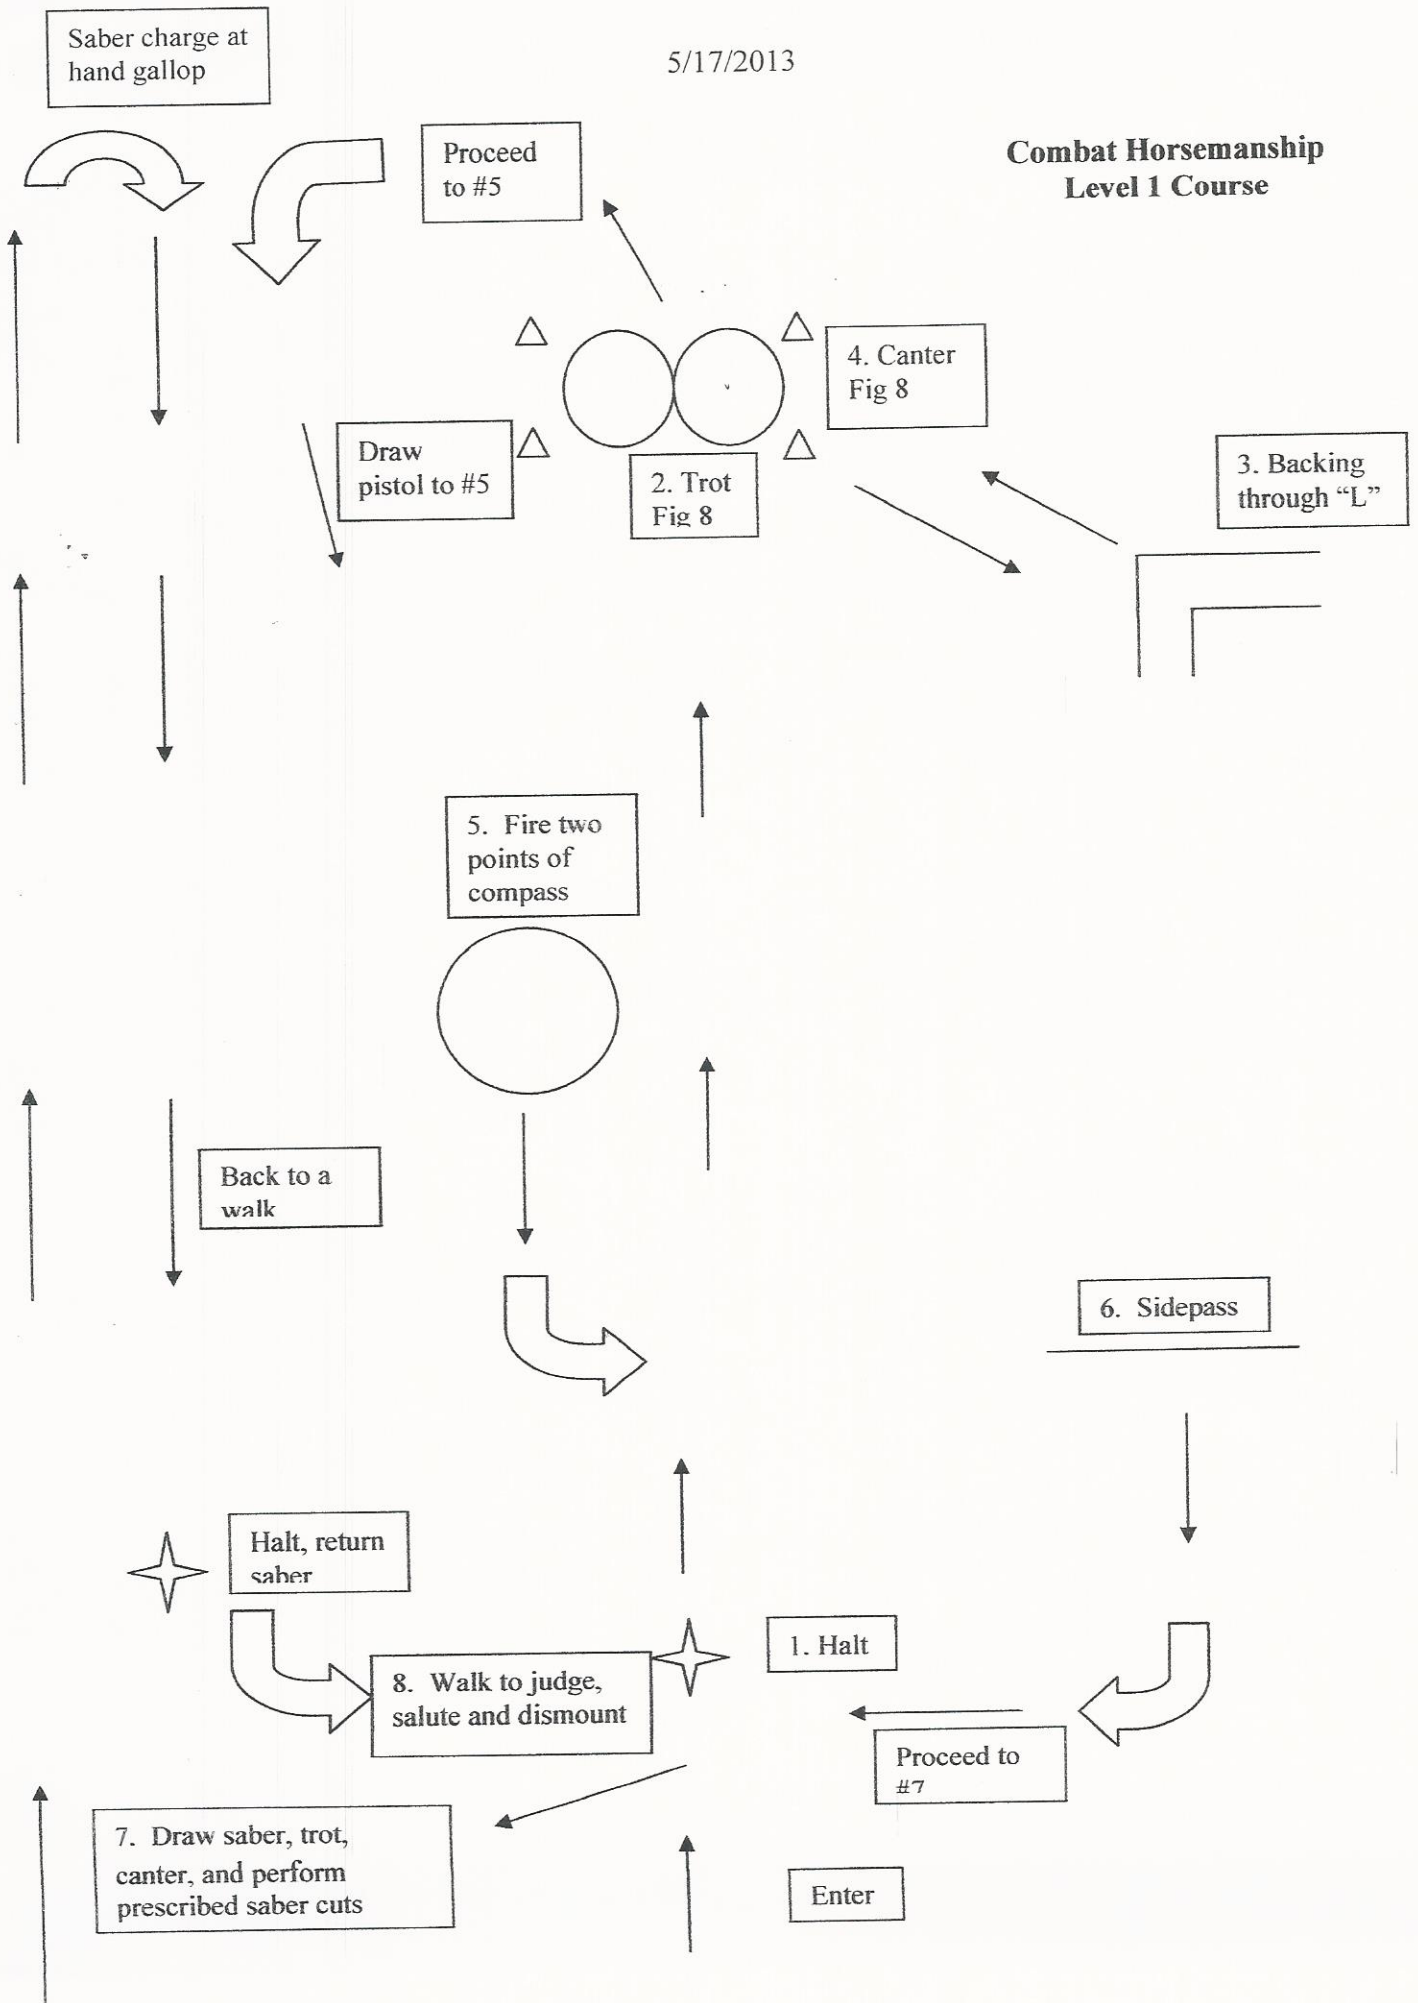 Saber charge at
hand gallop
5/17/2013
Combat Horsemanship
Level 1 Course
Proceed
to #5
4. Canter
Fig 8
Draw
pistol to #5
2. Trot
Fig 8
3. Backing
through “L”
5.  Fire two
points of
compass
Back to a
walk
6.  Sidepass
Halt, return
saber
1. Halt
8.  Walk to judge,
salute and dismount
Proceed to
#7
7.  Draw saber, trot,
canter, and perform
prescribed saber cuts
Enter